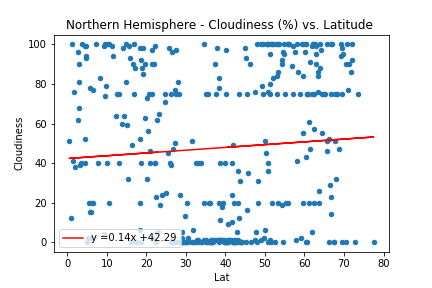 Northern Hemisphere - Cloudiness (%) vs. Latitude
100
80
60
40
20
0
Cloudiness
y =0.14x +42.29
0 10 20 30 40 50 60 70 80
Lat